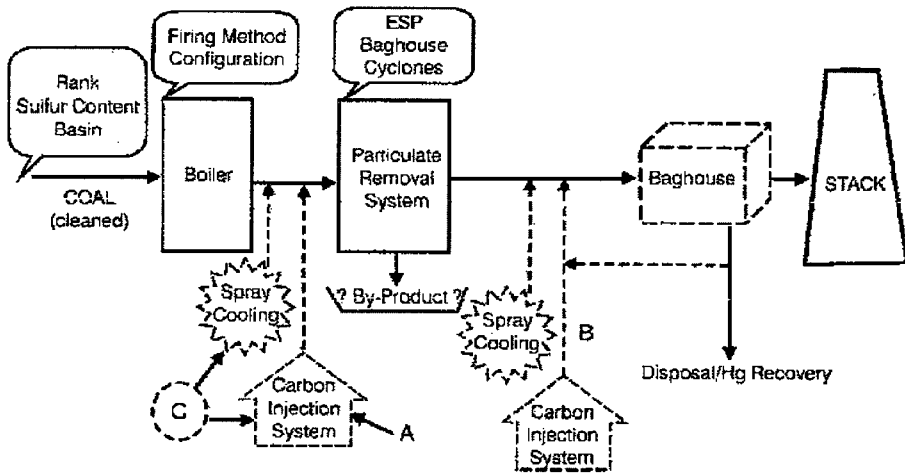 Rank
Sulfur Content
Basin
Firing Method
Configuration
ESP
Baghouse
Cyclones
COAL
(cleaned)
Boiler
Particulate
Removal
System
Baghouse
STACK
Spray
Cooling
? By-Product ?
Spray
Cooling
B
Disposal/Hg Recovery
C
Carbon
Injection
System
A
Carbon
Injection
System